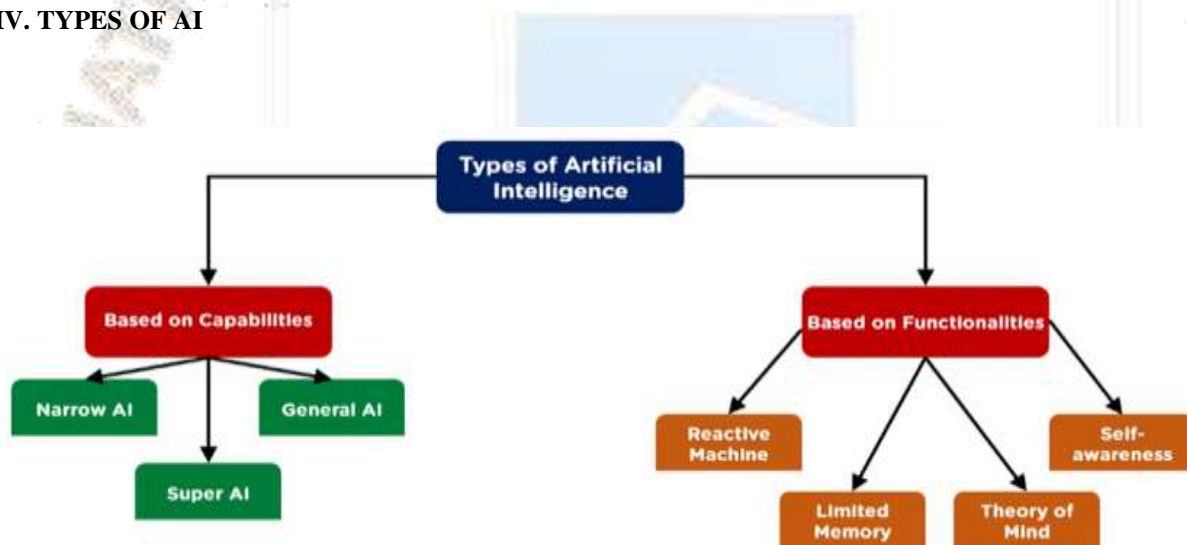 IV. TYPES OF AI
Types of Artificial
Intelligence
Based on Capabilities
Based on Functionalities
Narrow AI
General AI
Super AI
Reactive
Machine
Self-
awareness
Limited
Memory
Theory of
Mind